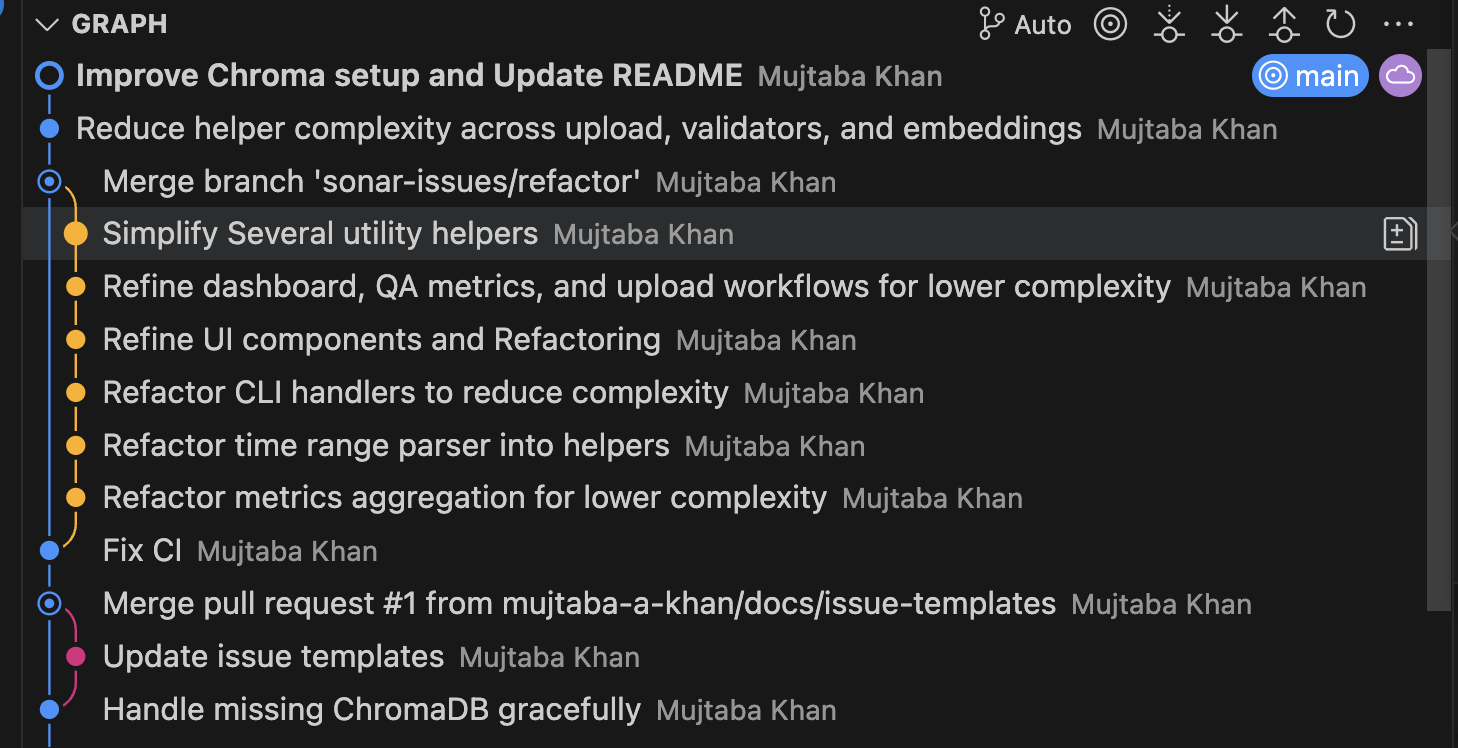 GRAPH Auto
Improve Chroma setup and Update README Mujtaba Khan main
Reduce helper complexity across upload, validators, and embeddings Mujtaba Khan
Merge branch 'sonar-issues/refactor' Mujtaba Khan
Simplify Several utility helpers Mujtaba Khan
Refine dashboard, QA metrics, and upload workflows for lower complexity Mujtaba Khan
Refine UI components and Refactoring Mujtaba Khan
Refactor CLI handlers to reduce complexity Mujtaba Khan
Refactor time range parser into helpers Mujtaba Khan
Refactor metrics aggregation for lower complexity Mujtaba Khan
Fix CI Mujtaba Khan
Merge pull request #1 from mujtaba-a-khan/docs/issue-templates Mujtaba Khan
Update issue templates Mujtaba Khan
Handle missing ChromaDB gracefully Mujtaba Khan